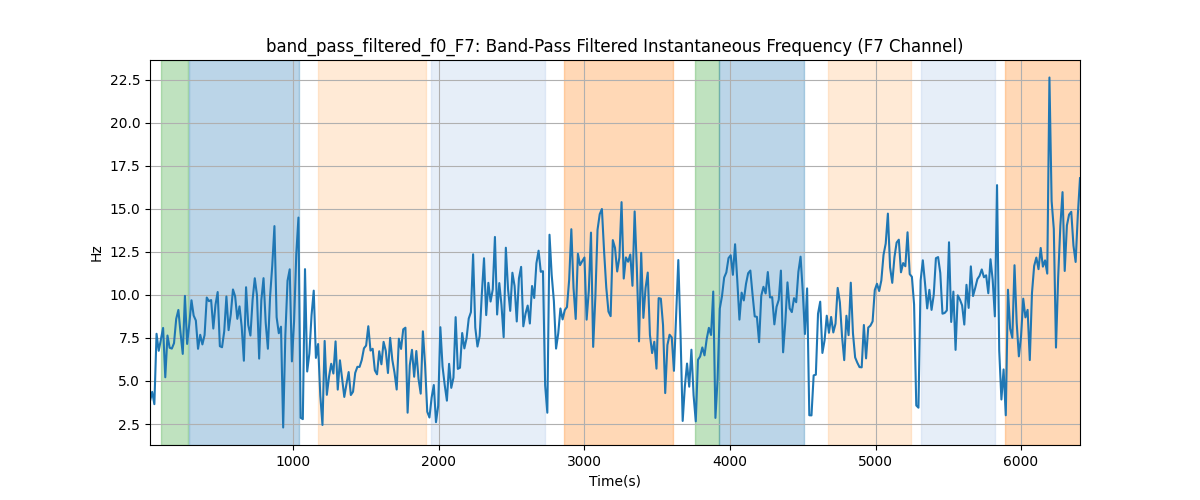 band_pass_filtered_f0_F7: Band-Pass Filtered Instantaneous Frequency (F7 Channel)
22.5
20.0
17.5
15.0
12.5
10.0
7.5
5.0
2.5
Hz
1000 2000 3000 4000 5000 6000
Time(s)